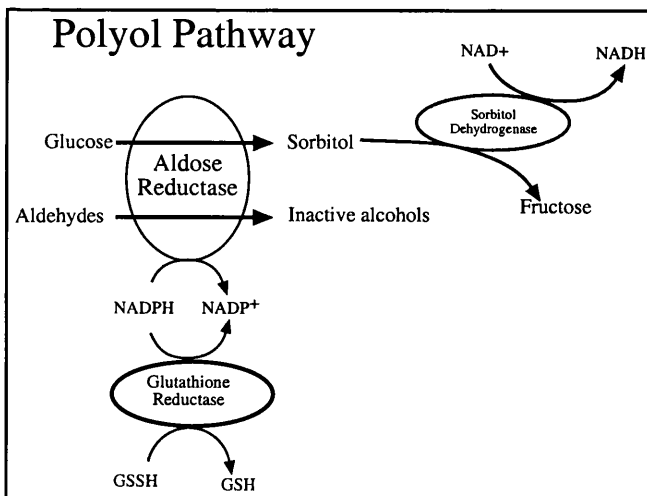 Polyol Pathway
NAD+ NADH
Sorbitol
Dehydrogenase
Glucose Sorbitol
Aldose
Reductase
Fructose
Aldehydes Inactive alcohols
NADPH NADP+
Glutathione
Reductase
GSSH GSH